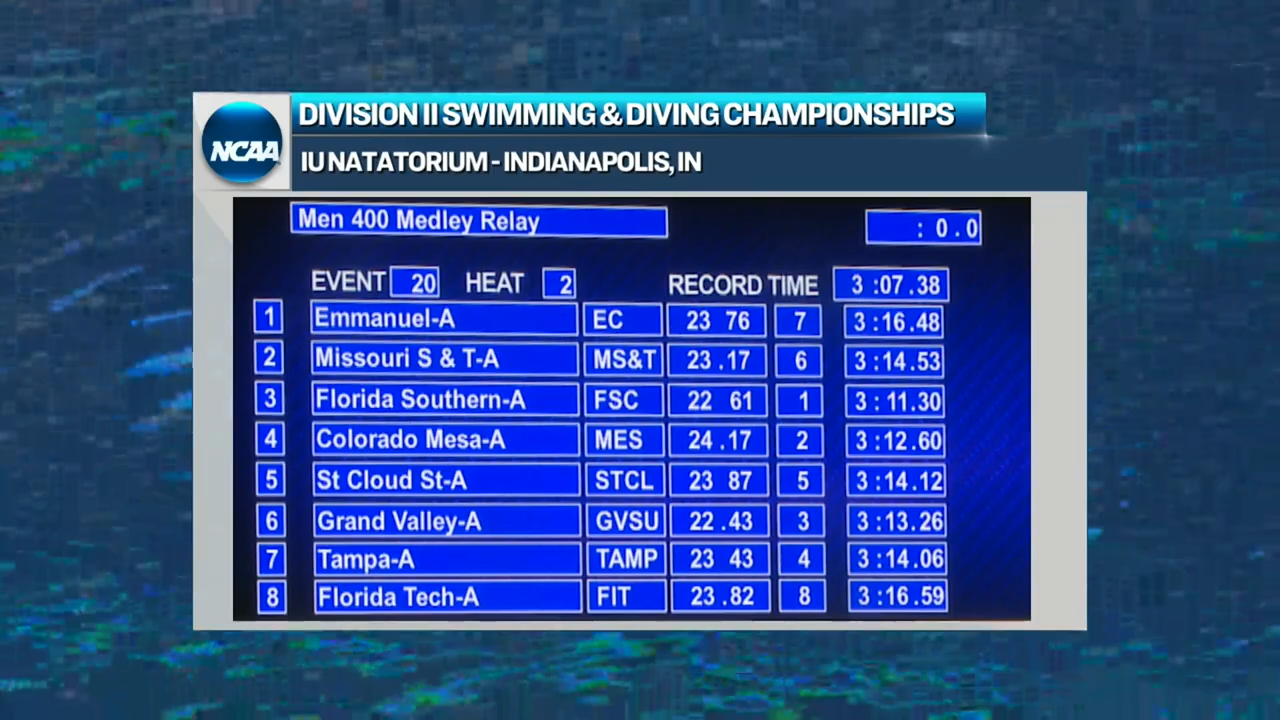 NCAA
DIVISION II SWIMMING & DIVING CHAMPIONSHIPS
IU NATATORIUM - INDIANAPOLIS, IN
Men 400 Medley Relay : 0.0
EVENT 20 HEAT 2 RECORD TIME 3:07.38
1 Emmanuel-A EC 23 76 7 3:16.48
2 Missouri S & T-A MS&T 23.17 6 3:14.53
3 Florida Southern-A FSC 22 61 1 3:11.30
4 Colorado Mesa-A MES 24.17 2 3:12.60
5 St Cloud St-A STCL 23 87 5 3:14.12
6 Grand Valley-A GVSU 22.43 3 3:13.26
7 Tampa-A TAMP 23 43 4 3:14.06
8 Florida Tech-A FIT 23.82 8 3:16.59